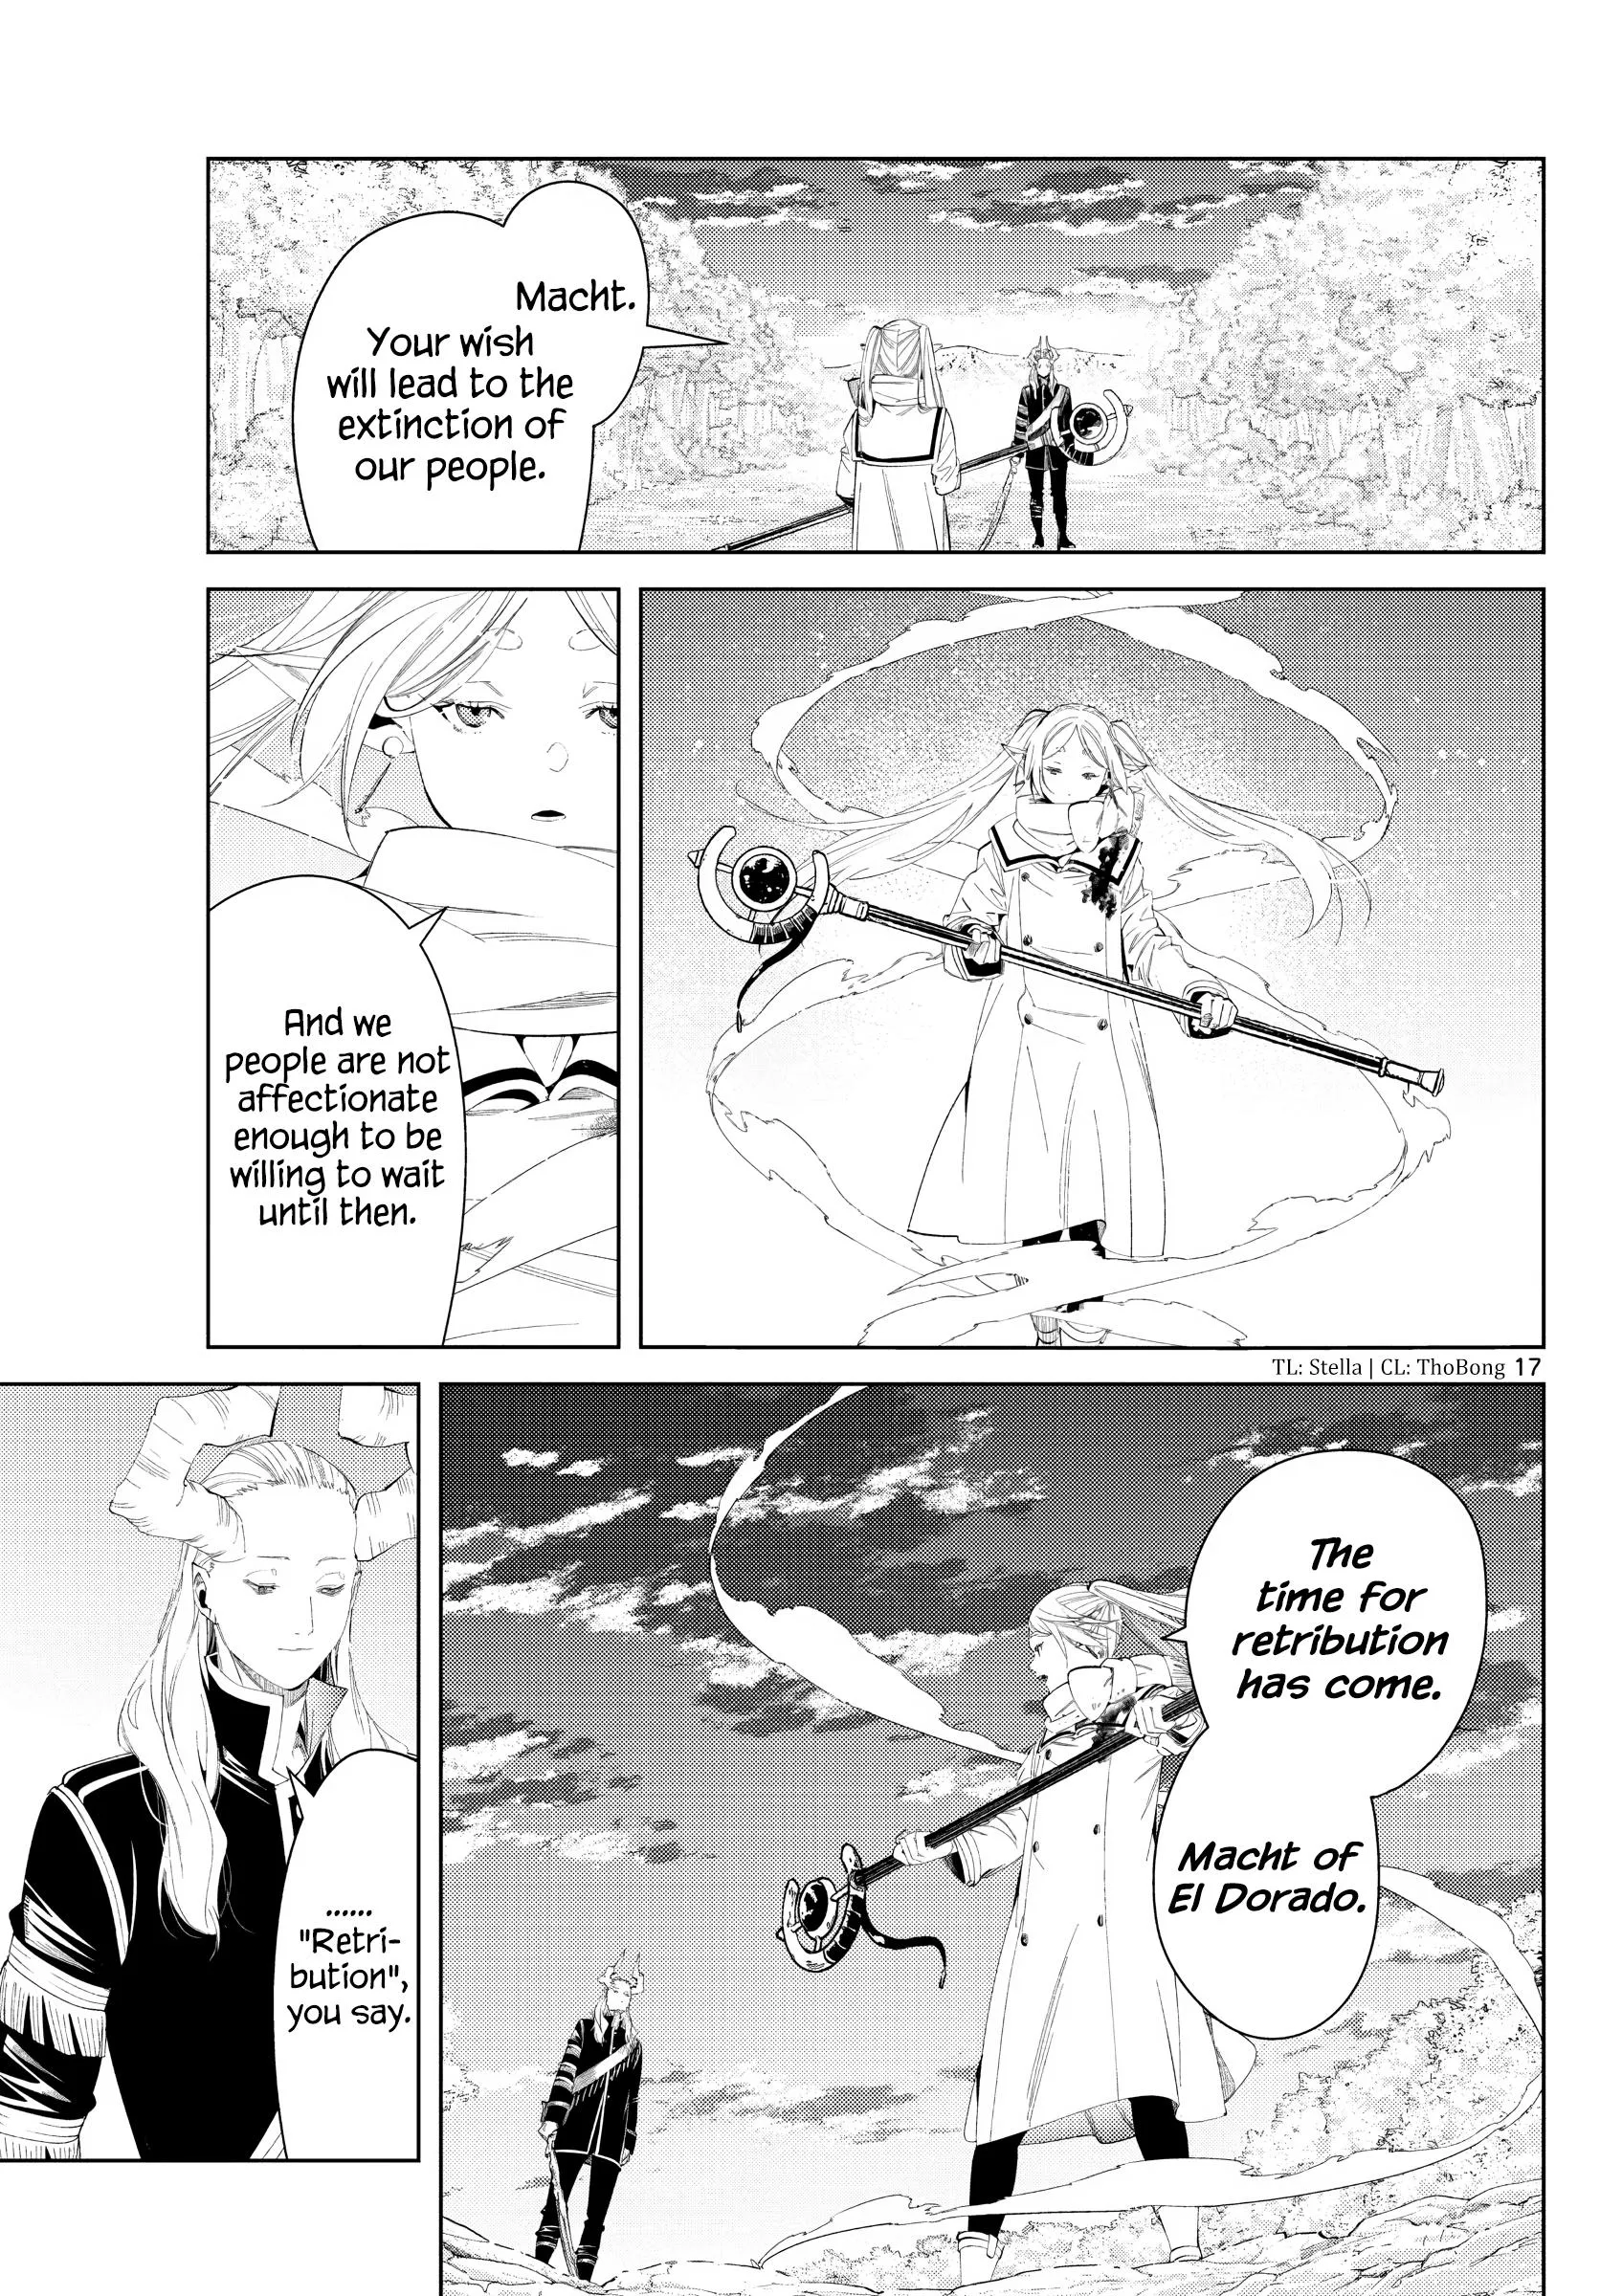 Macht.
Your wish
will lead to the
extinction of
our people.
And we
people are not
affectionate
enough to be
willing to wait
until then.
TL: Stella | CL: ThoBong 17
The
time for
retribution
has come.
Macht of
El Dorado.
......
"Retri-
bution",
you say.